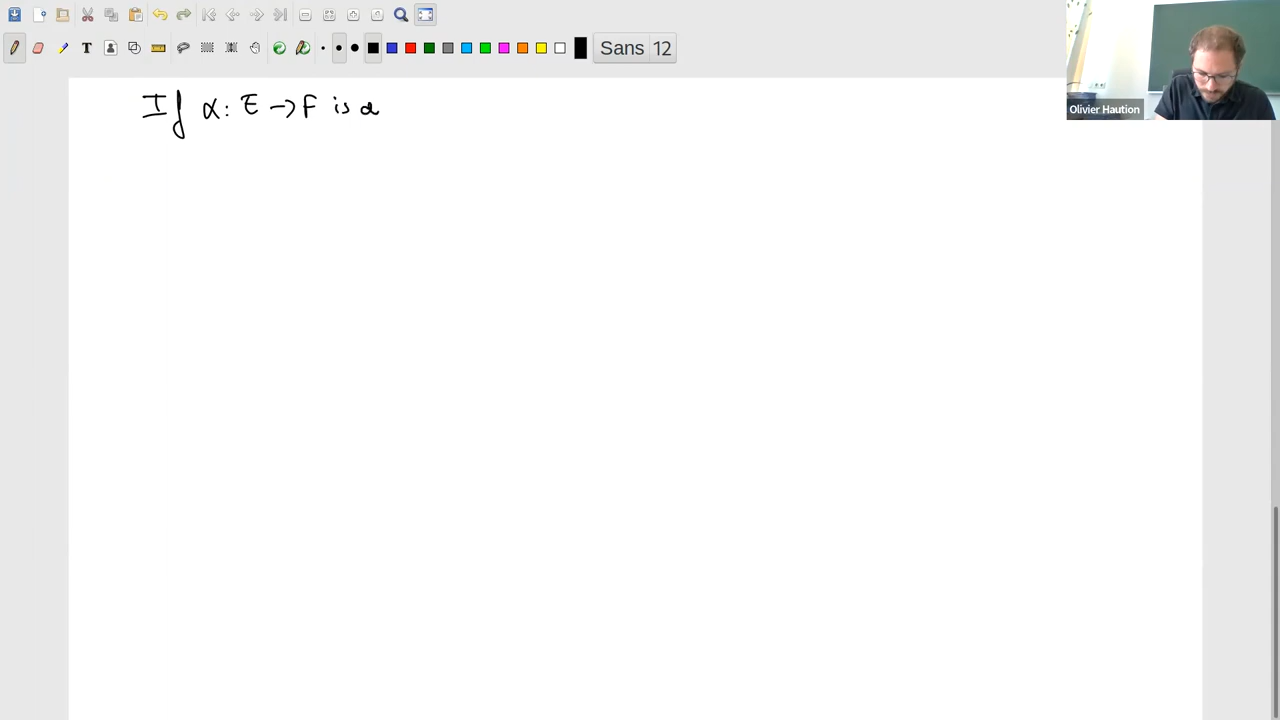 Sans 12
Olivier Haution
If α: E → F is a